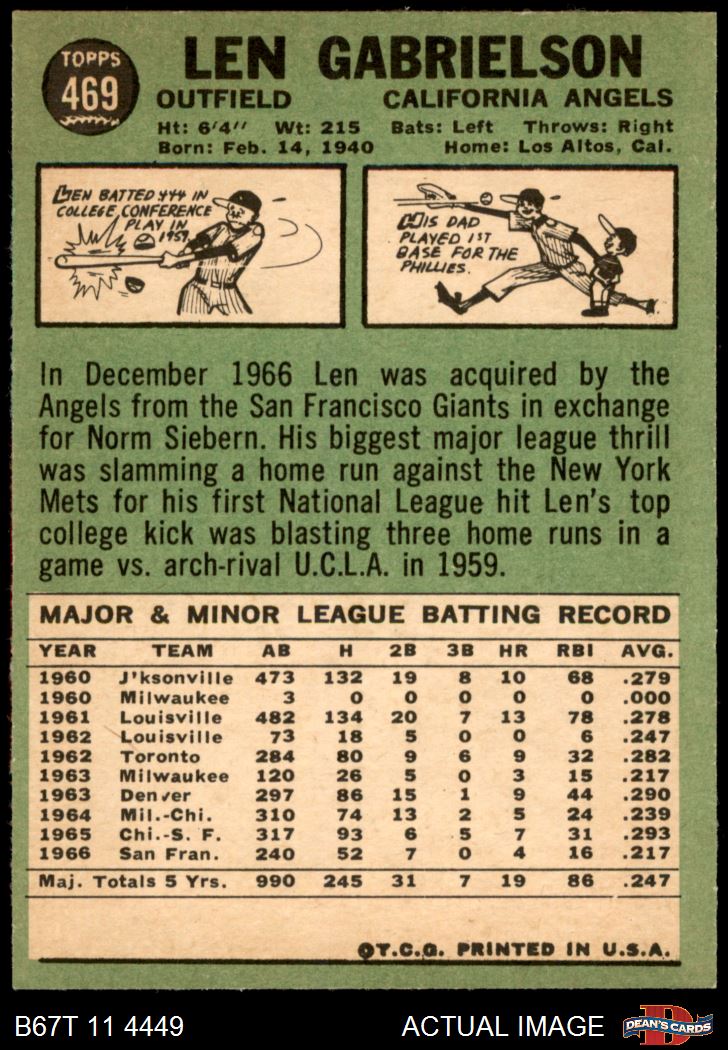 TOPPS
469
LEN GABRIELSON
OUTFIELD CALIFORNIA ANGELS
Ht: 6'4" Wt: 215 Bats: Left Throws: Right
Born: Feb. 14, 1940 Home: Los Altos, Cal.
LEN BATTED 444 IN
COLLEGE CONFERENCE
PLAY IN
1959
HIS DAD
PLAYED 1ST
BASE FOR THE
PHILLIES.
In December 1966 Len was acquired by the
Angels from the San Francisco Giants in exchange
for Norm Siebern. His biggest major league thrill
was slamming a home run against the New York
Mets for his first National League hit Len's top
college kick was blasting three home runs in a
game vs. arch-rival U.C.L.A. in 1959.
MAJOR & MINOR LEAGUE BATTING RECORD
YEAR TEAM AB H 2B 3B HR RBI AVG.
1960 J'ksonville 473 132 19 8 10 68 .279
1960 Milwaukee 3 0 0 0 0 0 .000
1961 Louisville 482 134 20 7 13 78 .278
1962 Louisville 73 18 5 0 0 6 .247
1962 Toronto 284 80 9 6 9 32 .282
1963 Milwaukee 120 26 5 0 3 15 .217
1963 Denver 297 86 15 1 9 44 .290
1964 Mil.-Chi. 310 74 13 2 5 24 .239
1965 Chi.-S. F. 317 93 6 5 7 31 .293
1966 San Fran. 240 52 7 0 4 16 .217
Maj. Totals 5 Yrs. 990 245 31 7 19 86 .247
©T.C.G. PRINTED IN U.S.A.
B67T 11 4449 ACTUAL IMAGE
D
DEAN'S CARDS